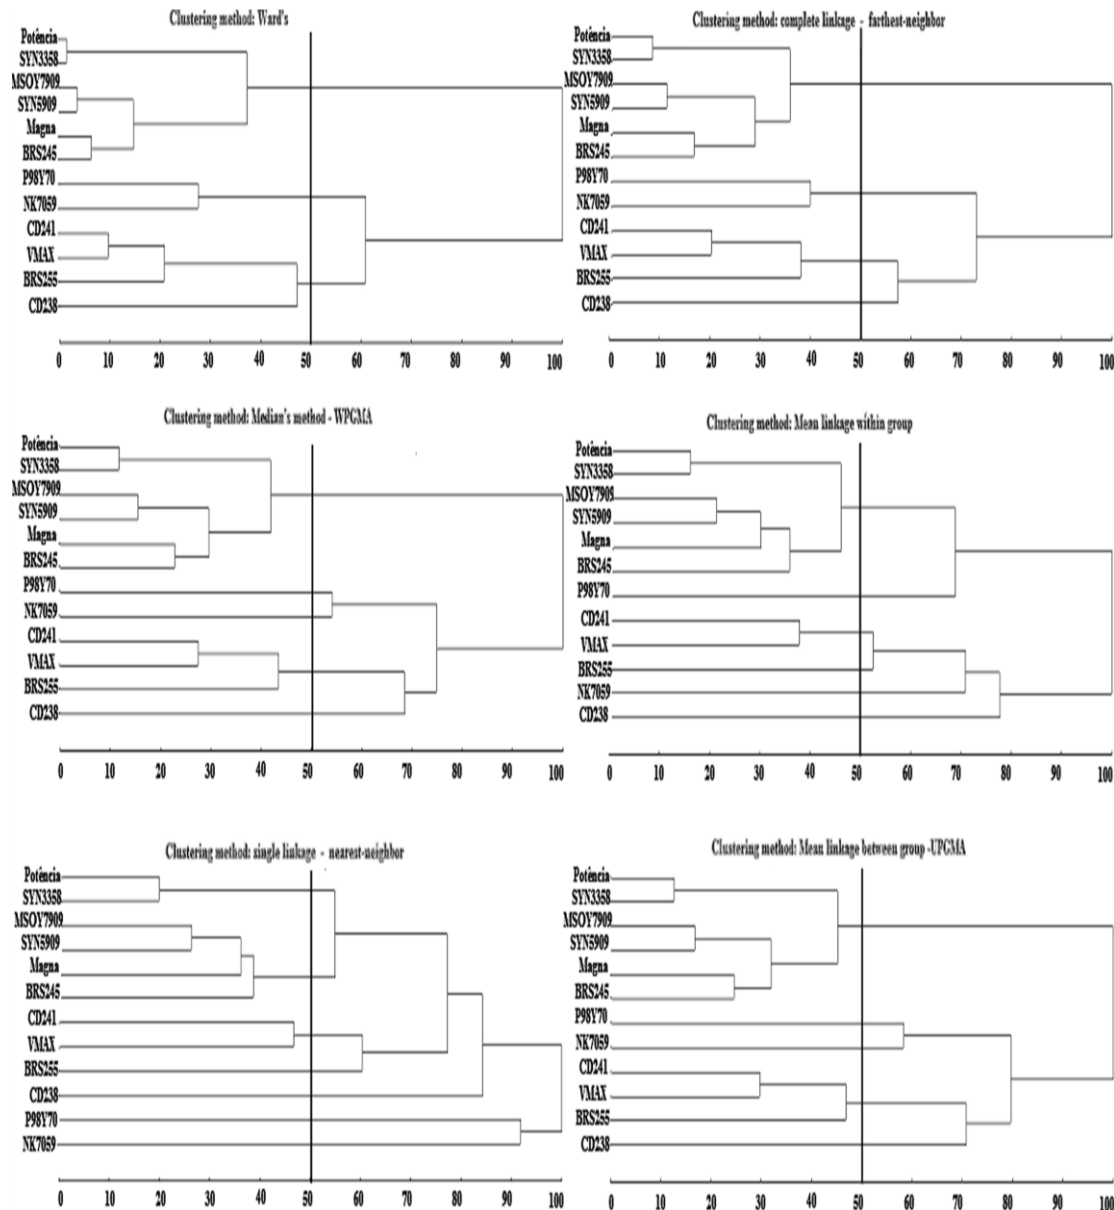 Clustering method: Ward's
Potência
SYN3358
MSOY7909
SYN5909
Magna
BRS245
P98Y70
NK7059
CD241
VMAX
BRS255
CD238
0 10 20 30 40 50 60 70 80 90 100
Clustering method: complete linkage - farthest-neighbor
Potência
SYN3358
MSOY7909
SYN5909
Magna
BRS245
P98Y70
NK7059
CD241
VMAX
BRS255
CD238
0 10 20 30 40 50 60 70 80 90 100
Clustering method: Median's method - WPGMA
Potência
SYN3358
MSOY7909
SYN5909
Magna
BRS245
P98Y70
NK7059
CD241
VMAX
BRS255
CD238
0 10 20 30 40 50 60 70 80 90 100
Clustering method: Mean linkage within group
Potência
SYN3358
MSOY7909
SYN5909
Magna
BRS245
P98Y70
CD241
VMAX
BRS255
NK7059
CD238
0 10 20 30 40 50 60 70 80 90 100
Clustering method: single linkage - nearest-neighbor
Potência
SYN3358
MSOY7909
SYN5909
Magna
BRS245
CD241
VMAX
BRS255
CD238
P98Y70
NK7059
0 10 20 30 40 50 60 70 80 90 100
Clustering method: Mean linkage between group -UPGMA
Potência
SYN3358
MSOY7909
SYN5909
Magna
BRS245
P98Y70
NK7059
CD241
VMAX
BRS255
CD238
0 10 20 30 40 50 60 70 80 90 100